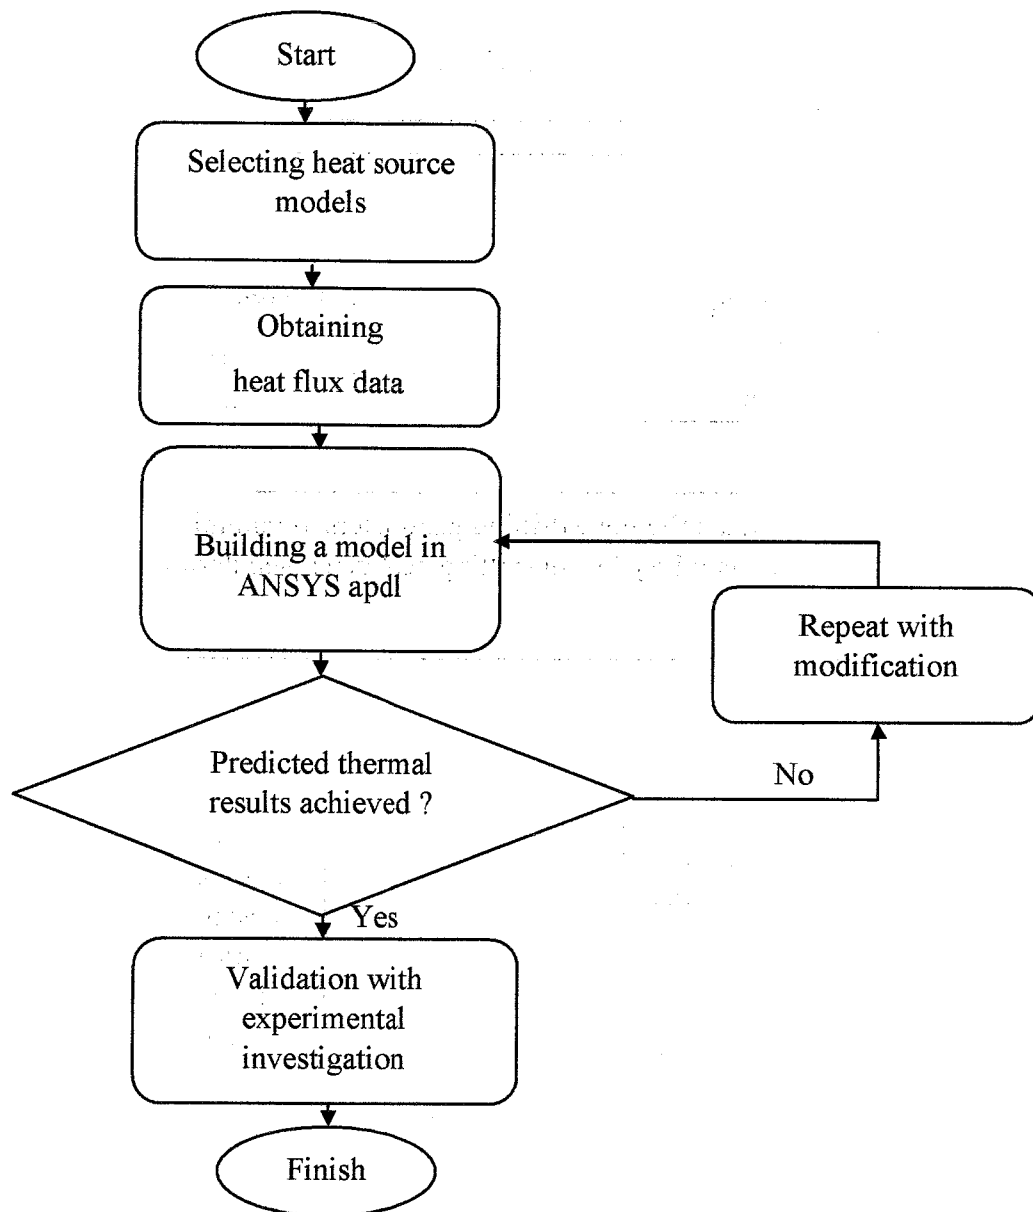 Start
Selecting heat source
models
Obtaining
heat flux data
Building a model in
ANSYS apdl
Repeat with
modification
Predicted thermal
results achieved ?
No
Yes
Validation with
experimental
investigation
Finish